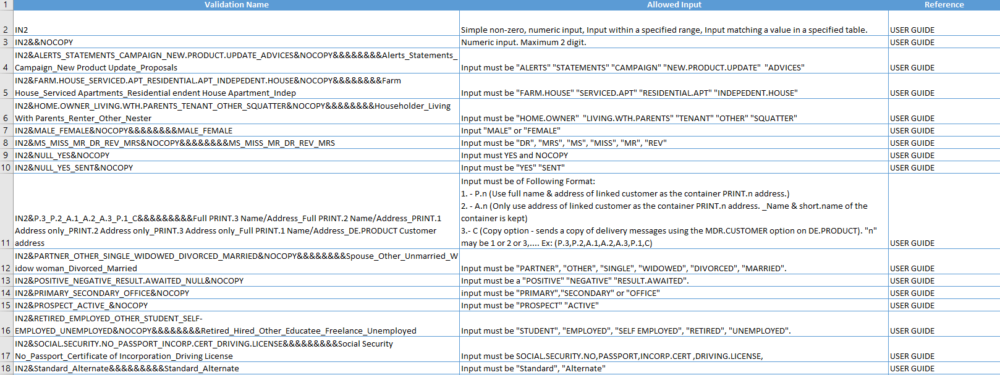 1 Validation Name Allowed Input Reference
2 IN2 Simple non-zero, numeric input, Input within a specified range, Input matching a value in a specified table. USER GUIDE
3 IN2&&NOCOPY Numeric input. Maximum 2 digit. USER GUIDE
IN2&ALERTS_STATEMENTS_CAMPAIGN_NEW.PRODUCT.UPDATE_ADVICES&NOCOPY&&&&&&&&Alerts_Statements_
4 Campaign_New Product Update_Proposals Input must be "ALERTS" "STATEMENTS" "CAMPAIGN" "NEW.PRODUCT.UPDATE"  "ADVICES" USER GUIDE
IN2&FARM.HOUSE_SERVICED.APT_RESIDENTIAL.APT_INDEPEDENT.HOUSE&NOCOPY&&&&&&&&Farm
5 House_Serviced Apartments_Residential endent House Apartment_Indep Input must be "FARM.HOUSE" "SERVICED.APT" "RESIDENTIAL.APT" "INDEPEDENT.HOUSE" USER GUIDE
IN2&HOME.OWNER_LIVING.WTH.PARENTS_TENANT_OTHER_SQUATTER&NOCOPY&&&&&&&&Householder_Living
6 With Parents_Renter_Other_Nester Input must be "HOME.OWNER"  "LIVING.WTH.PARENTS" "TENANT" "OTHER" "SQUATTER" USER GUIDE
7 IN2&MALE_FEMALE&NOCOPY&&&&&&&&MALE_FEMALE Input "MALE" or "FEMALE" USER GUIDE
8 IN2&MS_MISS_MR_DR_REV_MRS&NOCOPY&&&&&&&&MS_MISS_MR_DR_REV_MRS Input must be "DR", "MRS", "MS", "MISS", "MR", "REV" USER GUIDE
9 IN2&NULL_YES&NOCOPY Input must YES and NOCOPY USER GUIDE
10 IN2&NULL_YES_SENT&NOCOPY Input must be "YES" "SENT" USER GUIDE
Input must be of Following Format:
1. - P.n (Use full name & address of linked customer as the container PRINT.n address.)
2. - A.n (Only use address of linked customer as the container PRINT.n address. _Name & short.name of the
IN2&P.3_P.2_A.1_A.2_A.3_P.1_C&&&&&&&&&Full PRINT.3 Name/Address_Full PRINT.2 Name/Address_PRINT.1 container is kept)
Address only_PRINT.2 Address only_PRINT.3 Address only_Full PRINT.1 Name/Address_DE.PRODUCT Customer 3.- C (Copy option - sends a copy of delivery messages using the MDR.CUSTOMER option on DE.PRODUCT). "n"
11 address may be 1 or 2 or 3,.... Ex: (P.3,P.2,A.1,A.2,A.3,P.1,C) USER GUIDE
IN2&PARTNER_OTHER_SINGLE_WIDOWED_DIVORCED_MARRIED&NOCOPY&&&&&&&&Spouse_Other_Unmarried_W
12 idow woman_Divorced_Married Input must be "PARTNER", "OTHER", "SINGLE", "WIDOWED", "DIVORCED", "MARRIED". USER GUIDE
13 IN2&POSITIVE_NEGATIVE_RESULT.AWAITED_NULL&NOCOPY Input must be a "POSITIVE" "NEGATIVE" "RESULT.AWAITED". USER GUIDE
14 IN2&PRIMARY_SECONDARY_OFFICE&NOCOPY input must be "PRIMARY","SECONDARY" or "OFFICE" USER GUIDE
15 IN2&PROSPECT_ACTIVE_&NOCOPY Input must be "PROSPECT" "ACTIVE" USER GUIDE
IN2&RETIRED_EMPLOYED_OTHER_STUDENT_SELF-
16 EMPLOYED_UNEMPLOYED&NOCOPY&&&&&&&&Retired_Hired_Other_Educatee_Freelance_Unemployed Input must be "STUDENT", "EMPLOYED", "SELF EMPLOYED", "RETIRED", "UNEMPLOYED". USER GUIDE
IN2&SOCIAL.SECURITY.NO_PASSPORT_INCORP.CERT_DRIVING.LICENSE&&&&&&&&&Social Security
17 No_Passport_Certificate of Incorporation_Driving License Input must be SOCIAL.SECURITY.NO,PASSPORT,INCORP.CERT ,DRIVING.LICENSE, USER GUIDE
18 IN2&Standard_Alternate&&&&&&&&&Standard_Alternate Input must be "Standard", "Alternate" USER GUIDE